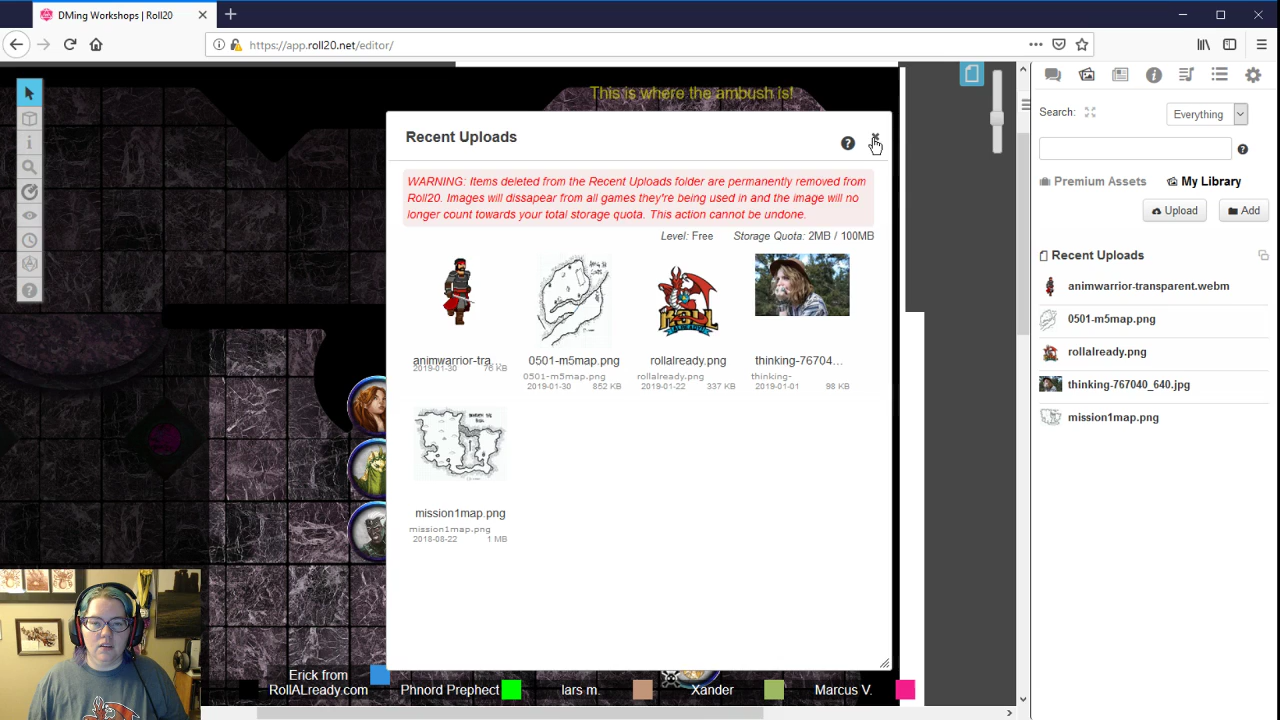 DMing Workshops | Roll20
https://app.roll20.net/editor/
This is where the ambush is!
Recent Uploads
WARNING: Items deleted from the Recent Uploads folder are permanently removed from
Roll20. Images will dissapear from all games they're being used in and the image will no
longer count towards your total storage quota. This action cannot be undone.
Level: Free Storage Quota: 2MB / 100MB
animwarrior-tra...
2019-01-30 76 KB
0501-m5map.png
0501-m5map.png
2019-01-30 852 KB
rollalready.png
rollalready.png
2019-01-22 337 KB
thinking-76704...
thinking-
2019-01-01 98 KB
mission1map.png
mission1map.png
2018-08-22 1 MB
Search:
Everything
Premium Assets My Library
Upload Add
Recent Uploads
animwarrior-transparent.webm
0501-m5map.png
rollalready.png
thinking-767040_640.jpg
mission1map.png
Erick from
RollALready.com
Phnord Prephect
lars m.
Xander
Marcus V.